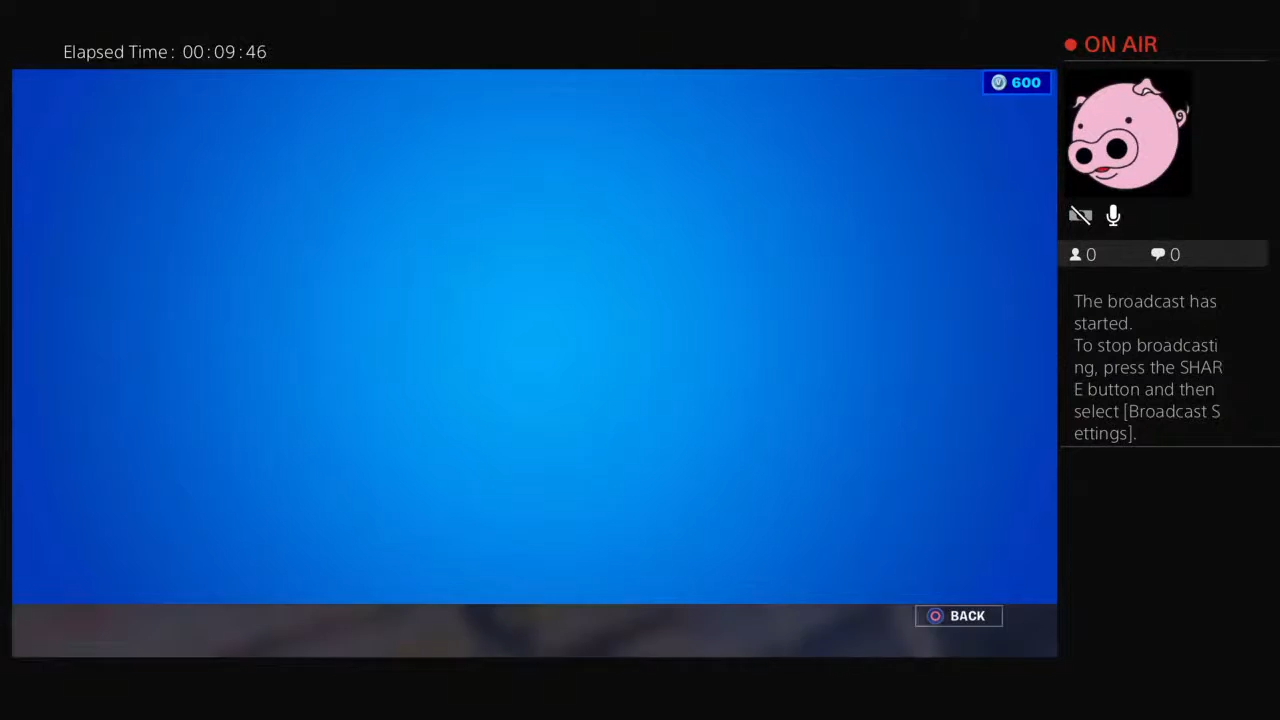 Elapsed Time: 00:09:46
ON AIR
600
0 0
The broadcast has
started.
To stop broadcasti
ng, press the SHAR
E button and then
select [Broadcast S
ettings].
BACK